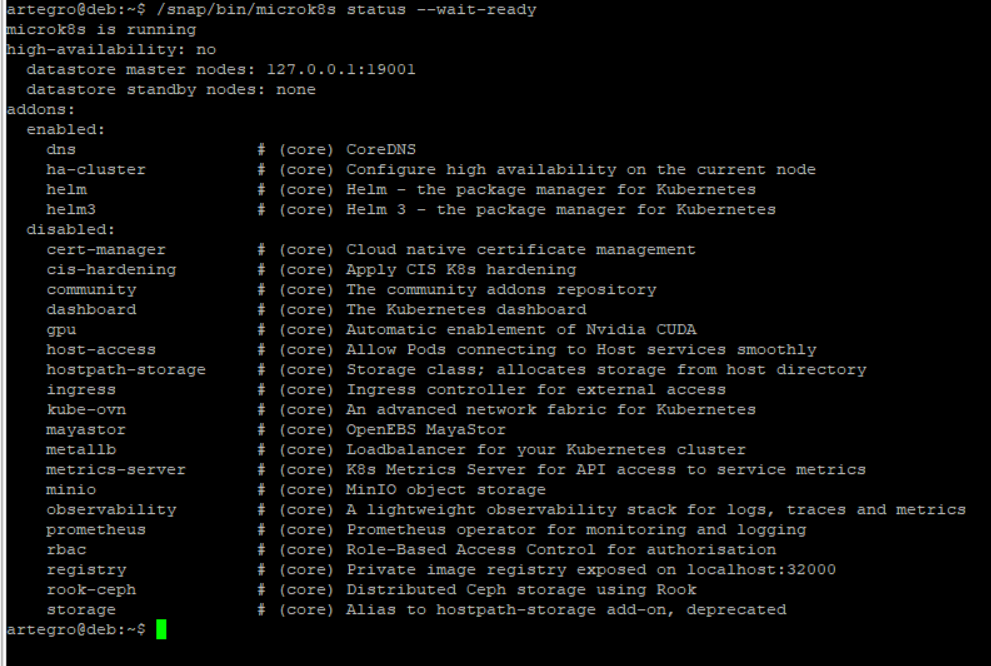 artegro@deb:~$ /snap/bin/microk8s status --wait-ready
microk8s is running
high-availability: no
  datastore master nodes: 127.0.0.1:19001
  datastore standby nodes: none
addons:
  enabled:
    dns                  # (core) CoreDNS
    ha-cluster           # (core) Configure high availability on the current node
    helm                 # (core) Helm - the package manager for Kubernetes
    helm3                # (core) Helm 3 - the package manager for Kubernetes
  disabled:
    cert-manager         # (core) Cloud native certificate management
    cis-hardening        # (core) Apply CIS K8s hardening
    community            # (core) The community addons repository
    dashboard            # (core) The Kubernetes dashboard
    gpu                  # (core) Automatic enablement of Nvidia CUDA
    host-access          # (core) Allow Pods connecting to Host services smoothly
    hostpath-storage     # (core) Storage class; allocates storage from host directory
    ingress              # (core) Ingress controller for external access
    kube-ovn             # (core) An advanced network fabric for Kubernetes
    mayastor             # (core) OpenEBS MayaStor
    metallb              # (core) Loadbalancer for your Kubernetes cluster
    metrics-server       # (core) K8s Metrics Server for API access to service metrics
    minio                # (core) MinIO object storage
    observability        # (core) A lightweight observability stack for logs, traces and metrics
    prometheus           # (core) Prometheus operator for monitoring and logging
    rbac                 # (core) Role-Based Access Control for authorisation
    registry             # (core) Private image registry exposed on localhost:32000
    rook-ceph            # (core) Distributed Ceph storage using Rook
    storage              # (core) Alias to hostpath-storage add-on, deprecated
artegro@deb:~$